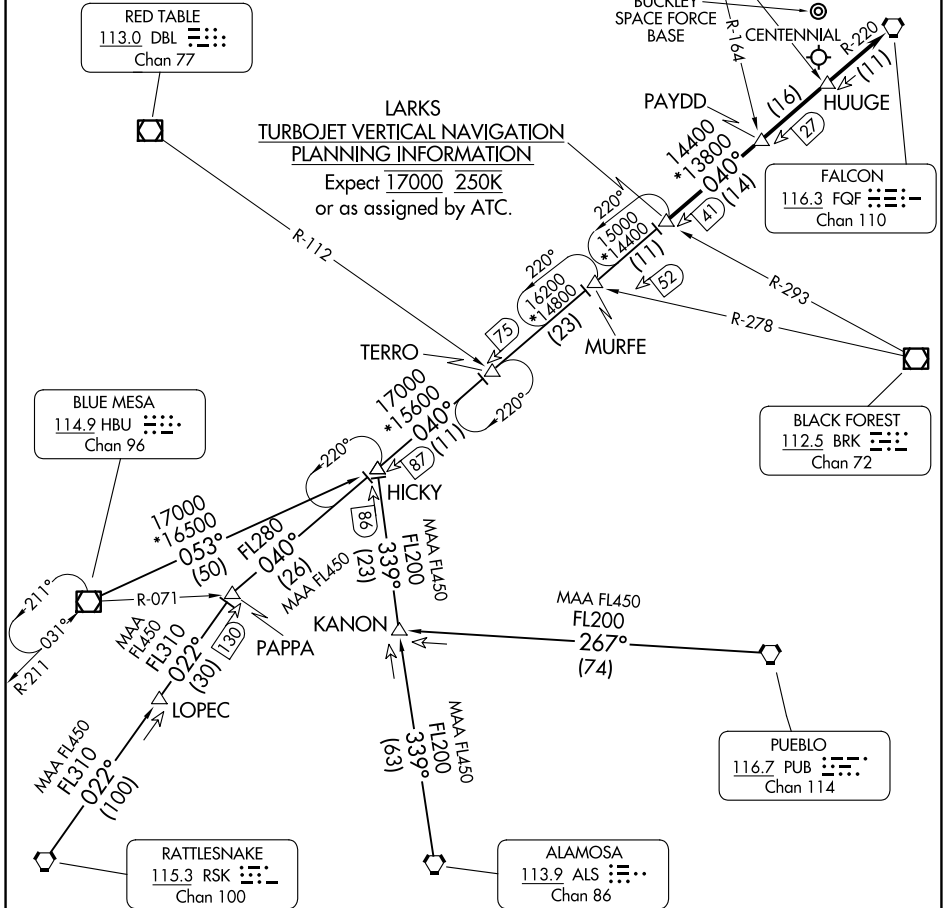 RED TABLE
113.0 DBL
Chan 77
BUCKLEY
SPACE FORCE
BASE
CENTENNIAL
R-164
R-220
(11)
HUUGE
(16)
PAYDD
27
LARKS
TURBOJET VERTICAL NAVIGATION
PLANNING INFORMATION
Expect 17000 250K
or as assigned by ATC.
14400
*13800
040°
(14)
41
FALCON
116.3 FQF
Chan 110
R-112
220°
15000
*14400
(11)
52
R-293
R-278
220°
16200
*14800
(23)
MURFE
75
TERRO
220°
BLACK FOREST
112.5 BRK
Chan 72
BLUE MESA
114.9 HBU
Chan 96
17000
*15600
040°
(11)
87
220°
HICKY
86
17000
*16500
053°
(50)
FL280
040°
(26)
MAA FL450
MAA FL450
FL200
339°
(23)
211°
031°
R-211
R-071
PAPPA
130
MAA
FL450
FL310
022°
(30)
LOPEC
KANON
MAA FL450
FL200
267°
(74)
MAA FL450
FL310
022°
(100)
MAA FL450
FL200
339°
(63)
PUEBLO
116.7 PUB
Chan 114
RATTLESNAKE
115.3 RSK
Chan 100
ALAMOSA
113.9 ALS
Chan 86